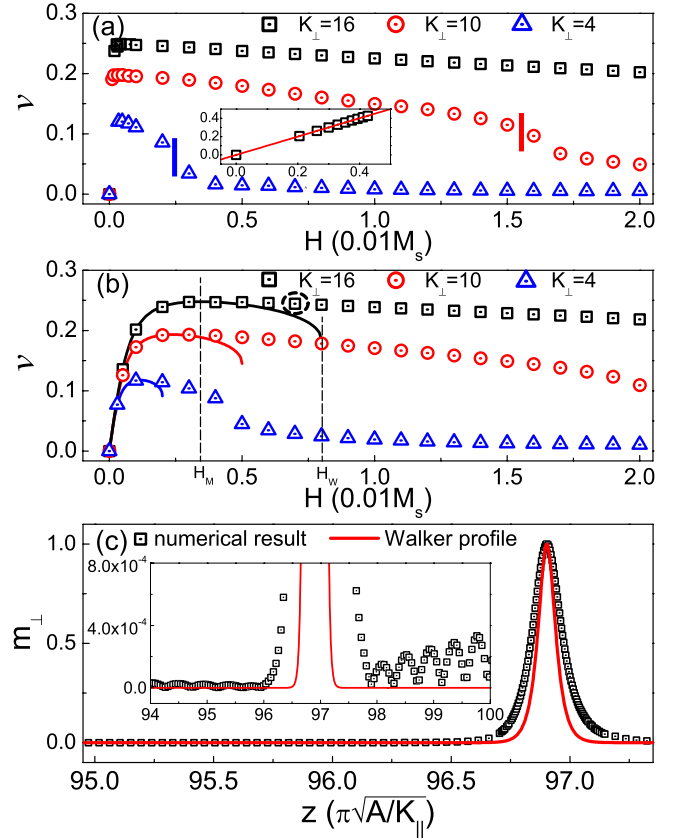 0.3
(a)
K⊥=16 K⊥=10 K⊥=4
0.2
0.4
0.2
0.0
0.0 0.2 0.4
ν
0.1
0.0
0.0 0.5 1.0 1.5 2.0
H (0.01Mₛ)
0.3
(b)
K⊥=16 K⊥=10 K⊥=4
0.2
ν
0.1
0.0
0.0 H_M 0.5 H_W 1.0 1.5 2.0
H (0.01Mₛ)
(c) numerical result Walker profile
1.0
8.0x10⁻⁴
4.0x10⁻⁴
0.0
94 95 96 97 98 99 100
m⊥
0.5
0.0
95.0 95.5 96.0 96.5 97.0
z (π√A/K||)